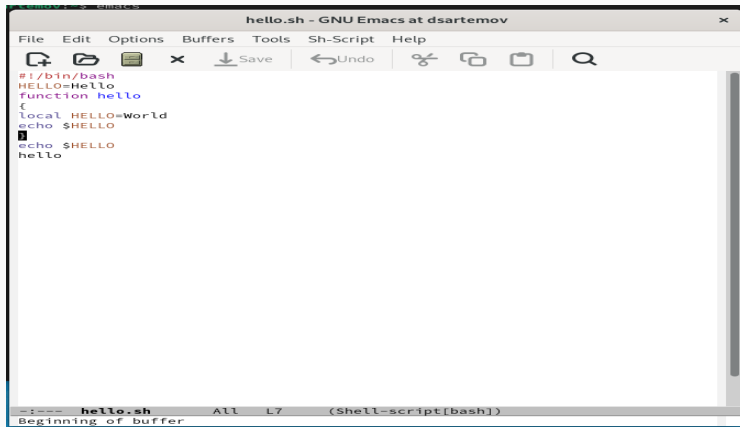 temov:~$ emacs
hello.sh - GNU Emacs at dsartemov
File Edit Options Buffers Tools Sh-Script Help
Save Undo
#!/bin/bash
HELLO=Hello
function hello
{
local HELLO=World
echo $HELLO
}
echo $HELLO
hello
-:--- hello.sh All L7 (Shell-script[bash])
Beginning of buffer